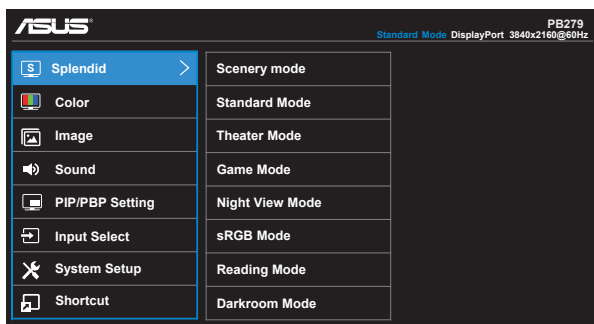 ASUS
PB279
Standard Mode DisplayPort 3840x2160@60Hz
S Splendid >
Color
Image
Sound
PIP/PBP Setting
Input Select
System Setup
Shortcut
Scenery mode
Standard Mode
Theater Mode
Game Mode
Night View Mode
sRGB Mode
Reading Mode
Darkroom Mode